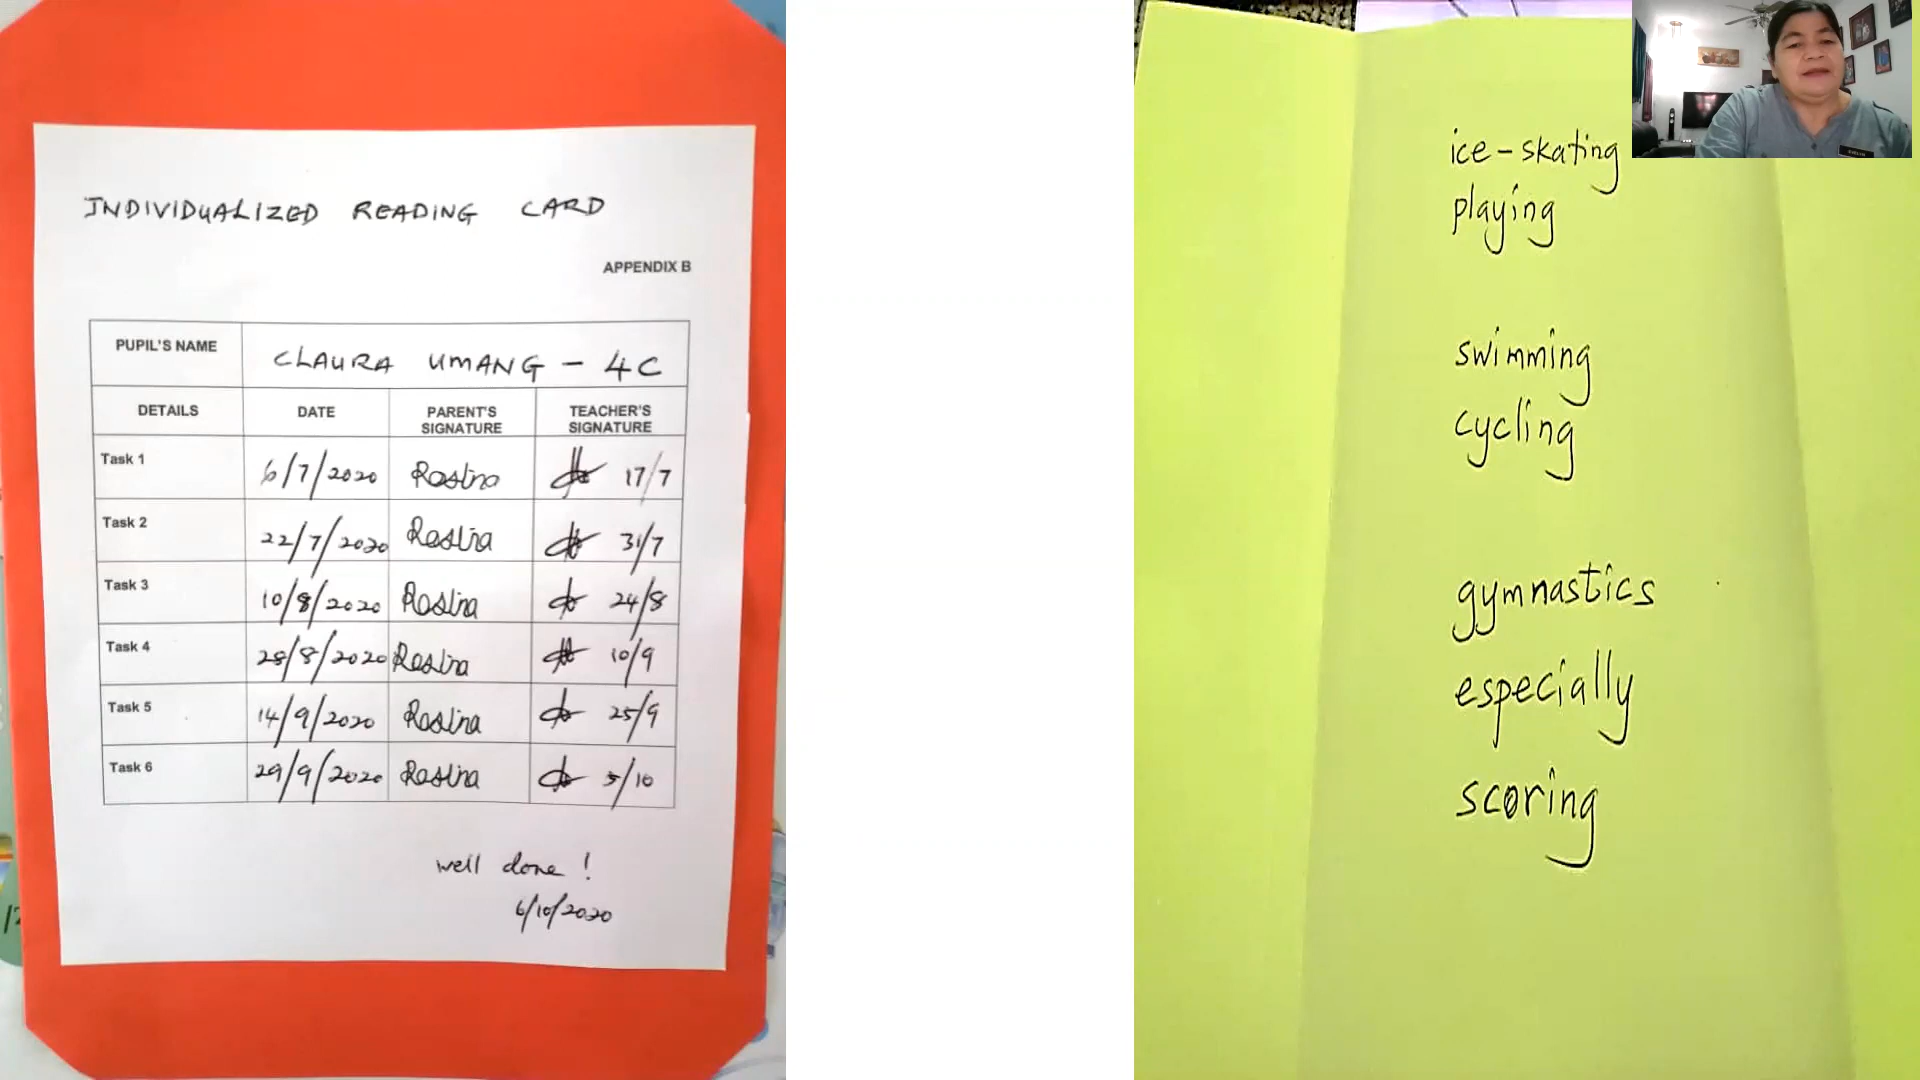 INDIVIDUALIZED READING CARD
APPENDIX B
PUPIL'S NAME CLAURA UMANG - 4C
DETAILS DATE PARENT'S SIGNATURE TEACHER'S SIGNATURE
Task 1 6/7/2020 Roslina 17/7
Task 2 22/7/2020 Roslina 31/7
Task 3 10/8/2020 Roslina 24/8
Task 4 28/8/2020 Roslina 10/9
Task 5 14/9/2020 Roslina 25/9
Task 6 29/9/2020 Roslina 5/10
well done !
6/10/2020
ice-skating
playing
swimming
cycling
gymnastics
especially
scoring